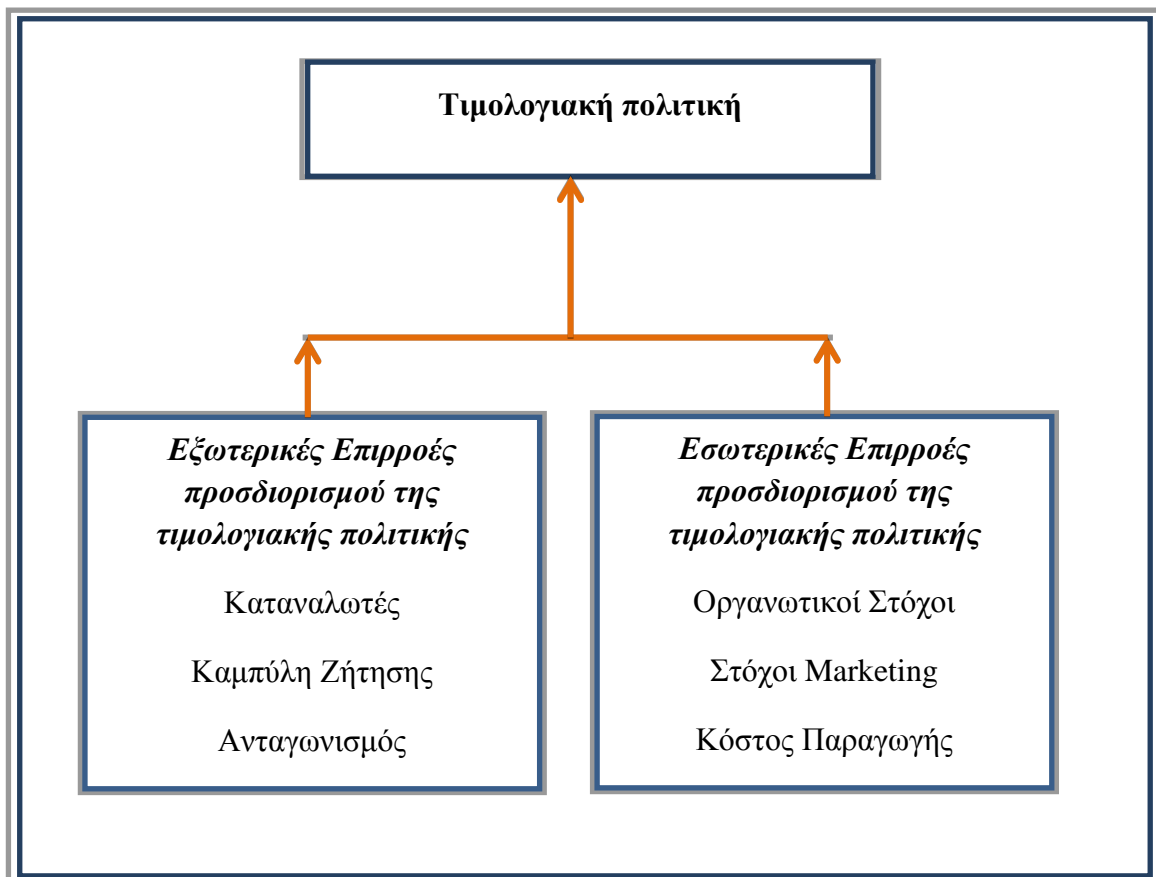 Τιμολογιακή πολιτική
Εξωτερικές Επιρροές
προσδιορισμού της
τιμολογιακής πολιτικής
Καταναλωτές
Καμπύλη Ζήτησης
Ανταγωνισμός
Εσωτερικές Επιρροές
προσδιορισμού της
τιμολογιακής πολιτικής
Οργανωτικοί Στόχοι
Στόχοι Marketing
Κόστος Παραγωγής